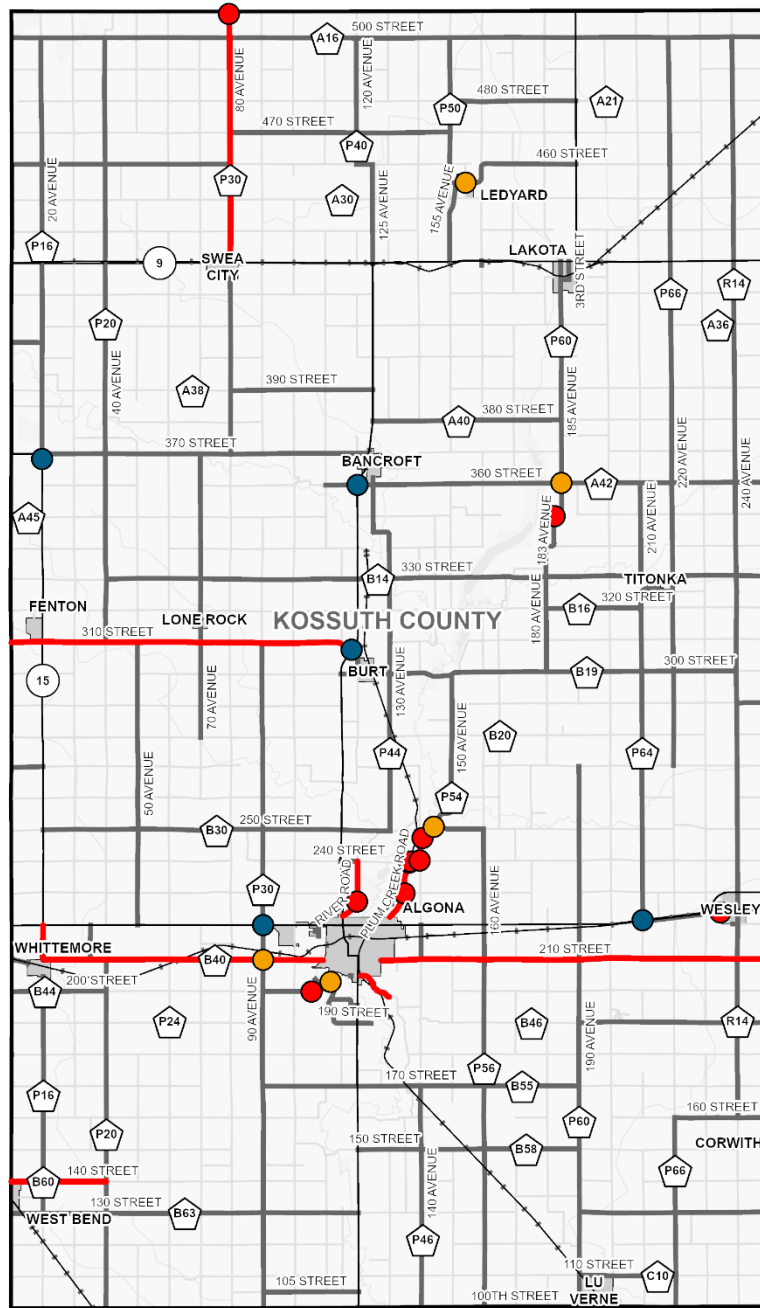 500 STREET
A16
80 AVENUE
120 AVENUE
20 AVENUE
480 STREET
A21
P50
470 STREET
P40
460 STREET
P30
155 AVENUE
LEDYARD
A30
125 AVENUE
P16
9
SWEA
CITY
LAKOTA
3RD STREET
P66
R14
P20
A36
P60
40 AVENUE
A38
390 STREET
380 STREET
A40
185 AVENUE
220 AVENUE
240 AVENUE
370 STREET
BANCROFT
360 STREET
A42
A45
210 AVENUE
183 AVENUE
330 STREET
B14
TITONKA
320 STREET
B16
FENTON
LONE ROCK
KOSSUTH COUNTY
310 STREET
180 AVENUE
BURT
300 STREET
B19
15
70 AVENUE
130 AVENUE
150 AVENUE
B20
P44
P64
50 AVENUE
P54
250 STREET
B30
240 STREET
PLUM CREEK ROAD
RIVER ROAD
P30
160 AVENUE
ALGONA
WESLEY
WHITTEMORE
B40
210 STREET
200 STREET
B44
90 AVENUE
190 STREET
P24
B46
190 AVENUE
R14
P16
170 STREET
P56
B55
P60
160 STREET
P20
150 STREET
B58
CORWITH
140 STREET
B60
P66
130 STREET
B63
WEST BEND
140 AVENUE
P46
110 STREET
C10
105 STREET
100TH STREET
LU
VERNE